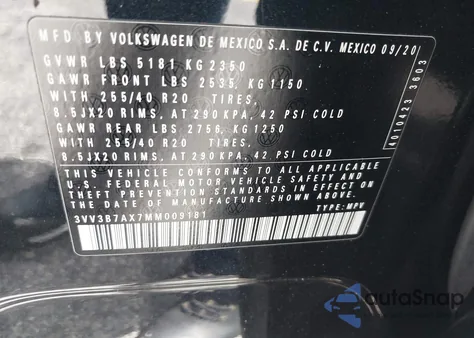 MFD BY VOLKSWAGEN DE MEXICO S.A. DE C.V. MEXICO 09/20
GVWR LBS 5181 KG 2350
GAWR FRONT LBS 2535, KG 1150
WITH 255/40 R20 TIRES,
8.5JX20 RIMS, AT 290 KPA, 42 PSI COLD
GAWR REAR LBS 2756, KG 1250
WITH 255/40 R20 TIRES,
8.5JX20 RIMS, AT 290 KPA, 42 PSI COLD
THIS VEHICLE CONFORMS TO ALL APPLICABLE
U.S. FEDERAL MOTOR VEHICLE SAFETY AND
THEFT PREVENTION STANDARDS IN EFFECT ON
THE DATE OF MANUFACTURE SHOWN ABOVE
3VV3B7AX7MM009181 TYPE: MPV
4010423 3603
autoSnap